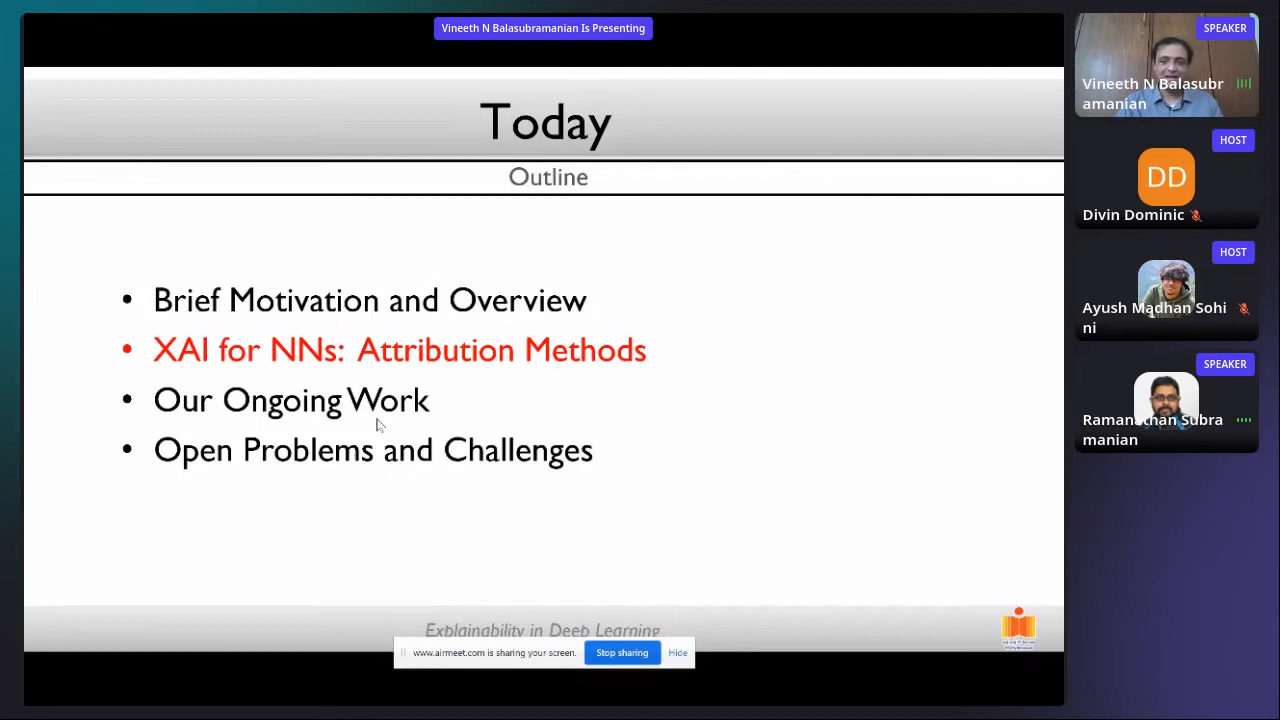 Vineeth N Balasubramanian Is Presenting
Today
Outline
• Brief Motivation and Overview
• XAI for NNs: Attribution Methods
• Our Ongoing Work
• Open Problems and Challenges
Explainability in Deep Learning
www.airmeet.com is sharing your screen.
Stop sharing
Hide
SPEAKER
Vineeth N Balasubr
amanian
HOST
DD
Divin Dominic
HOST
Ayush Madhan Sohi
ni
SPEAKER
Ramanathan Subra
manian